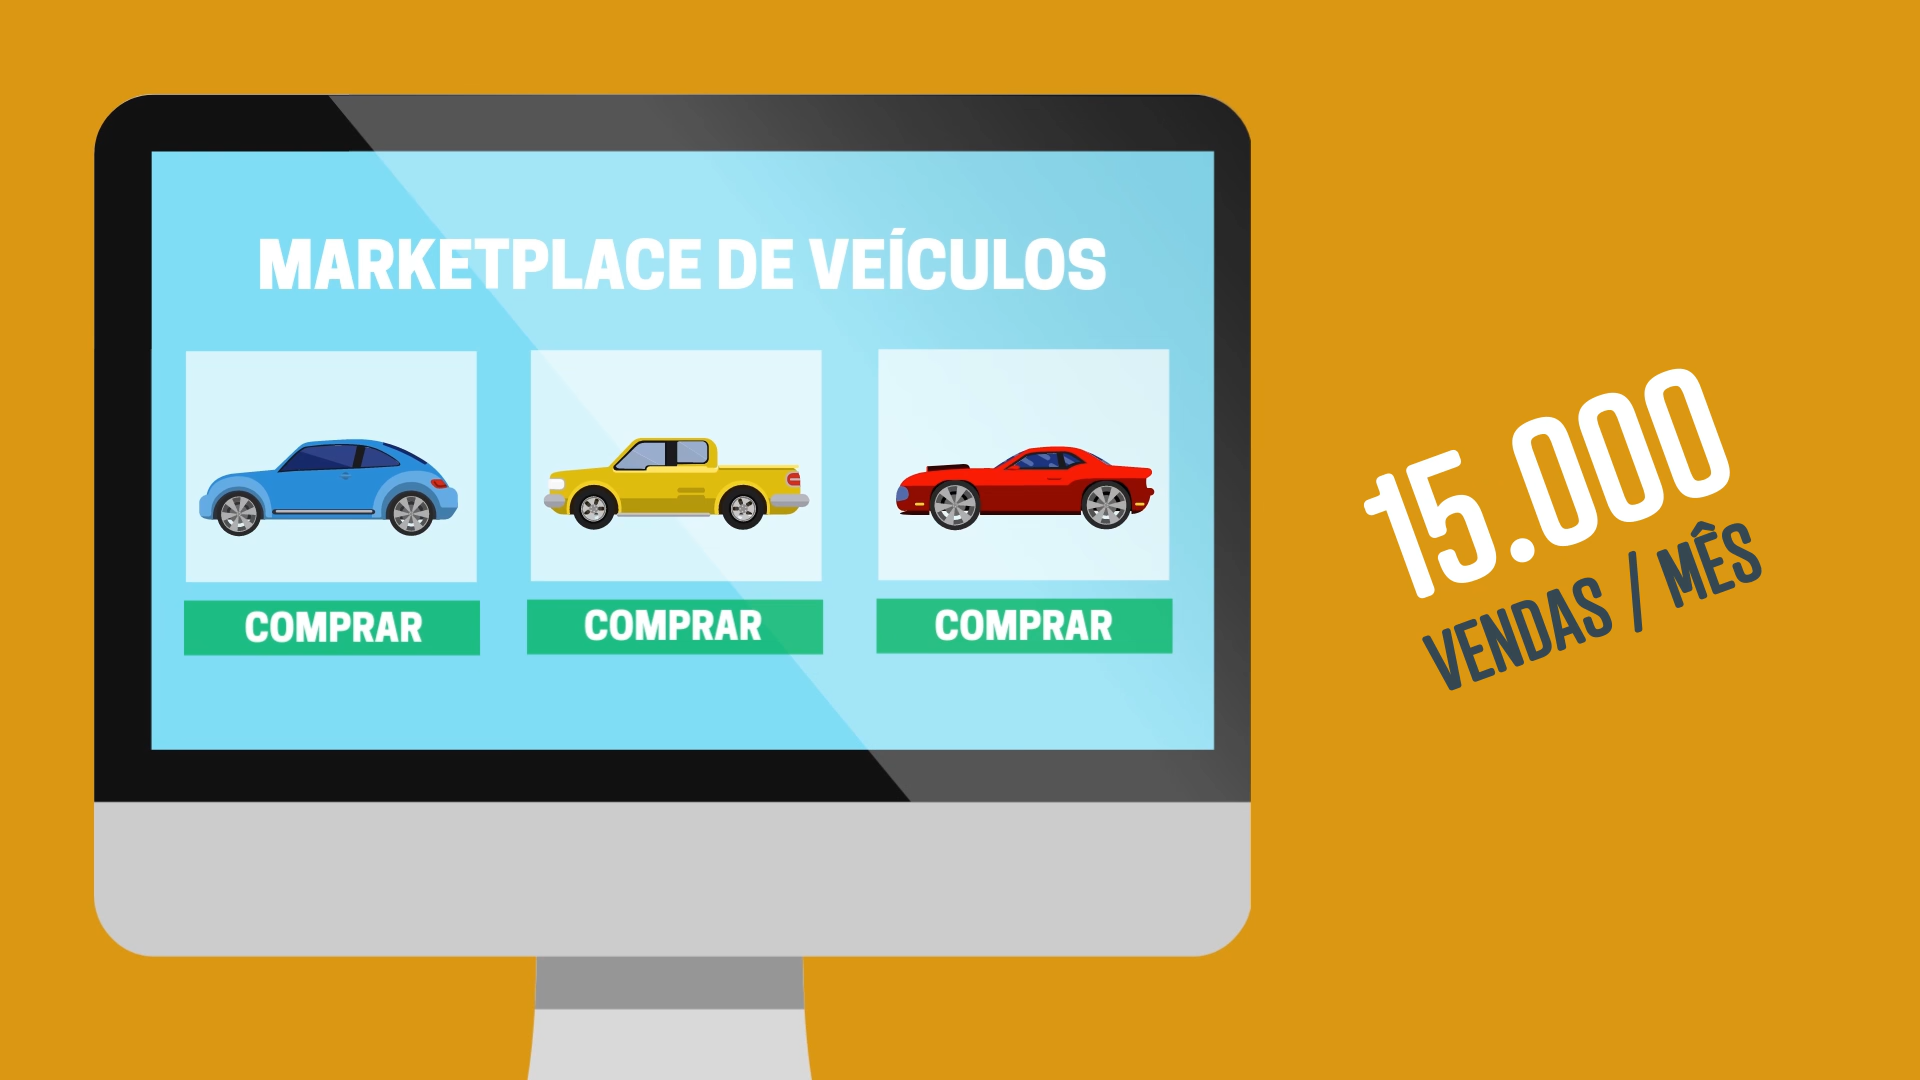 MARKETPLACE DE VEÍCULOS
COMPRAR
COMPRAR
COMPRAR
15.000
VENDAS / MÊS